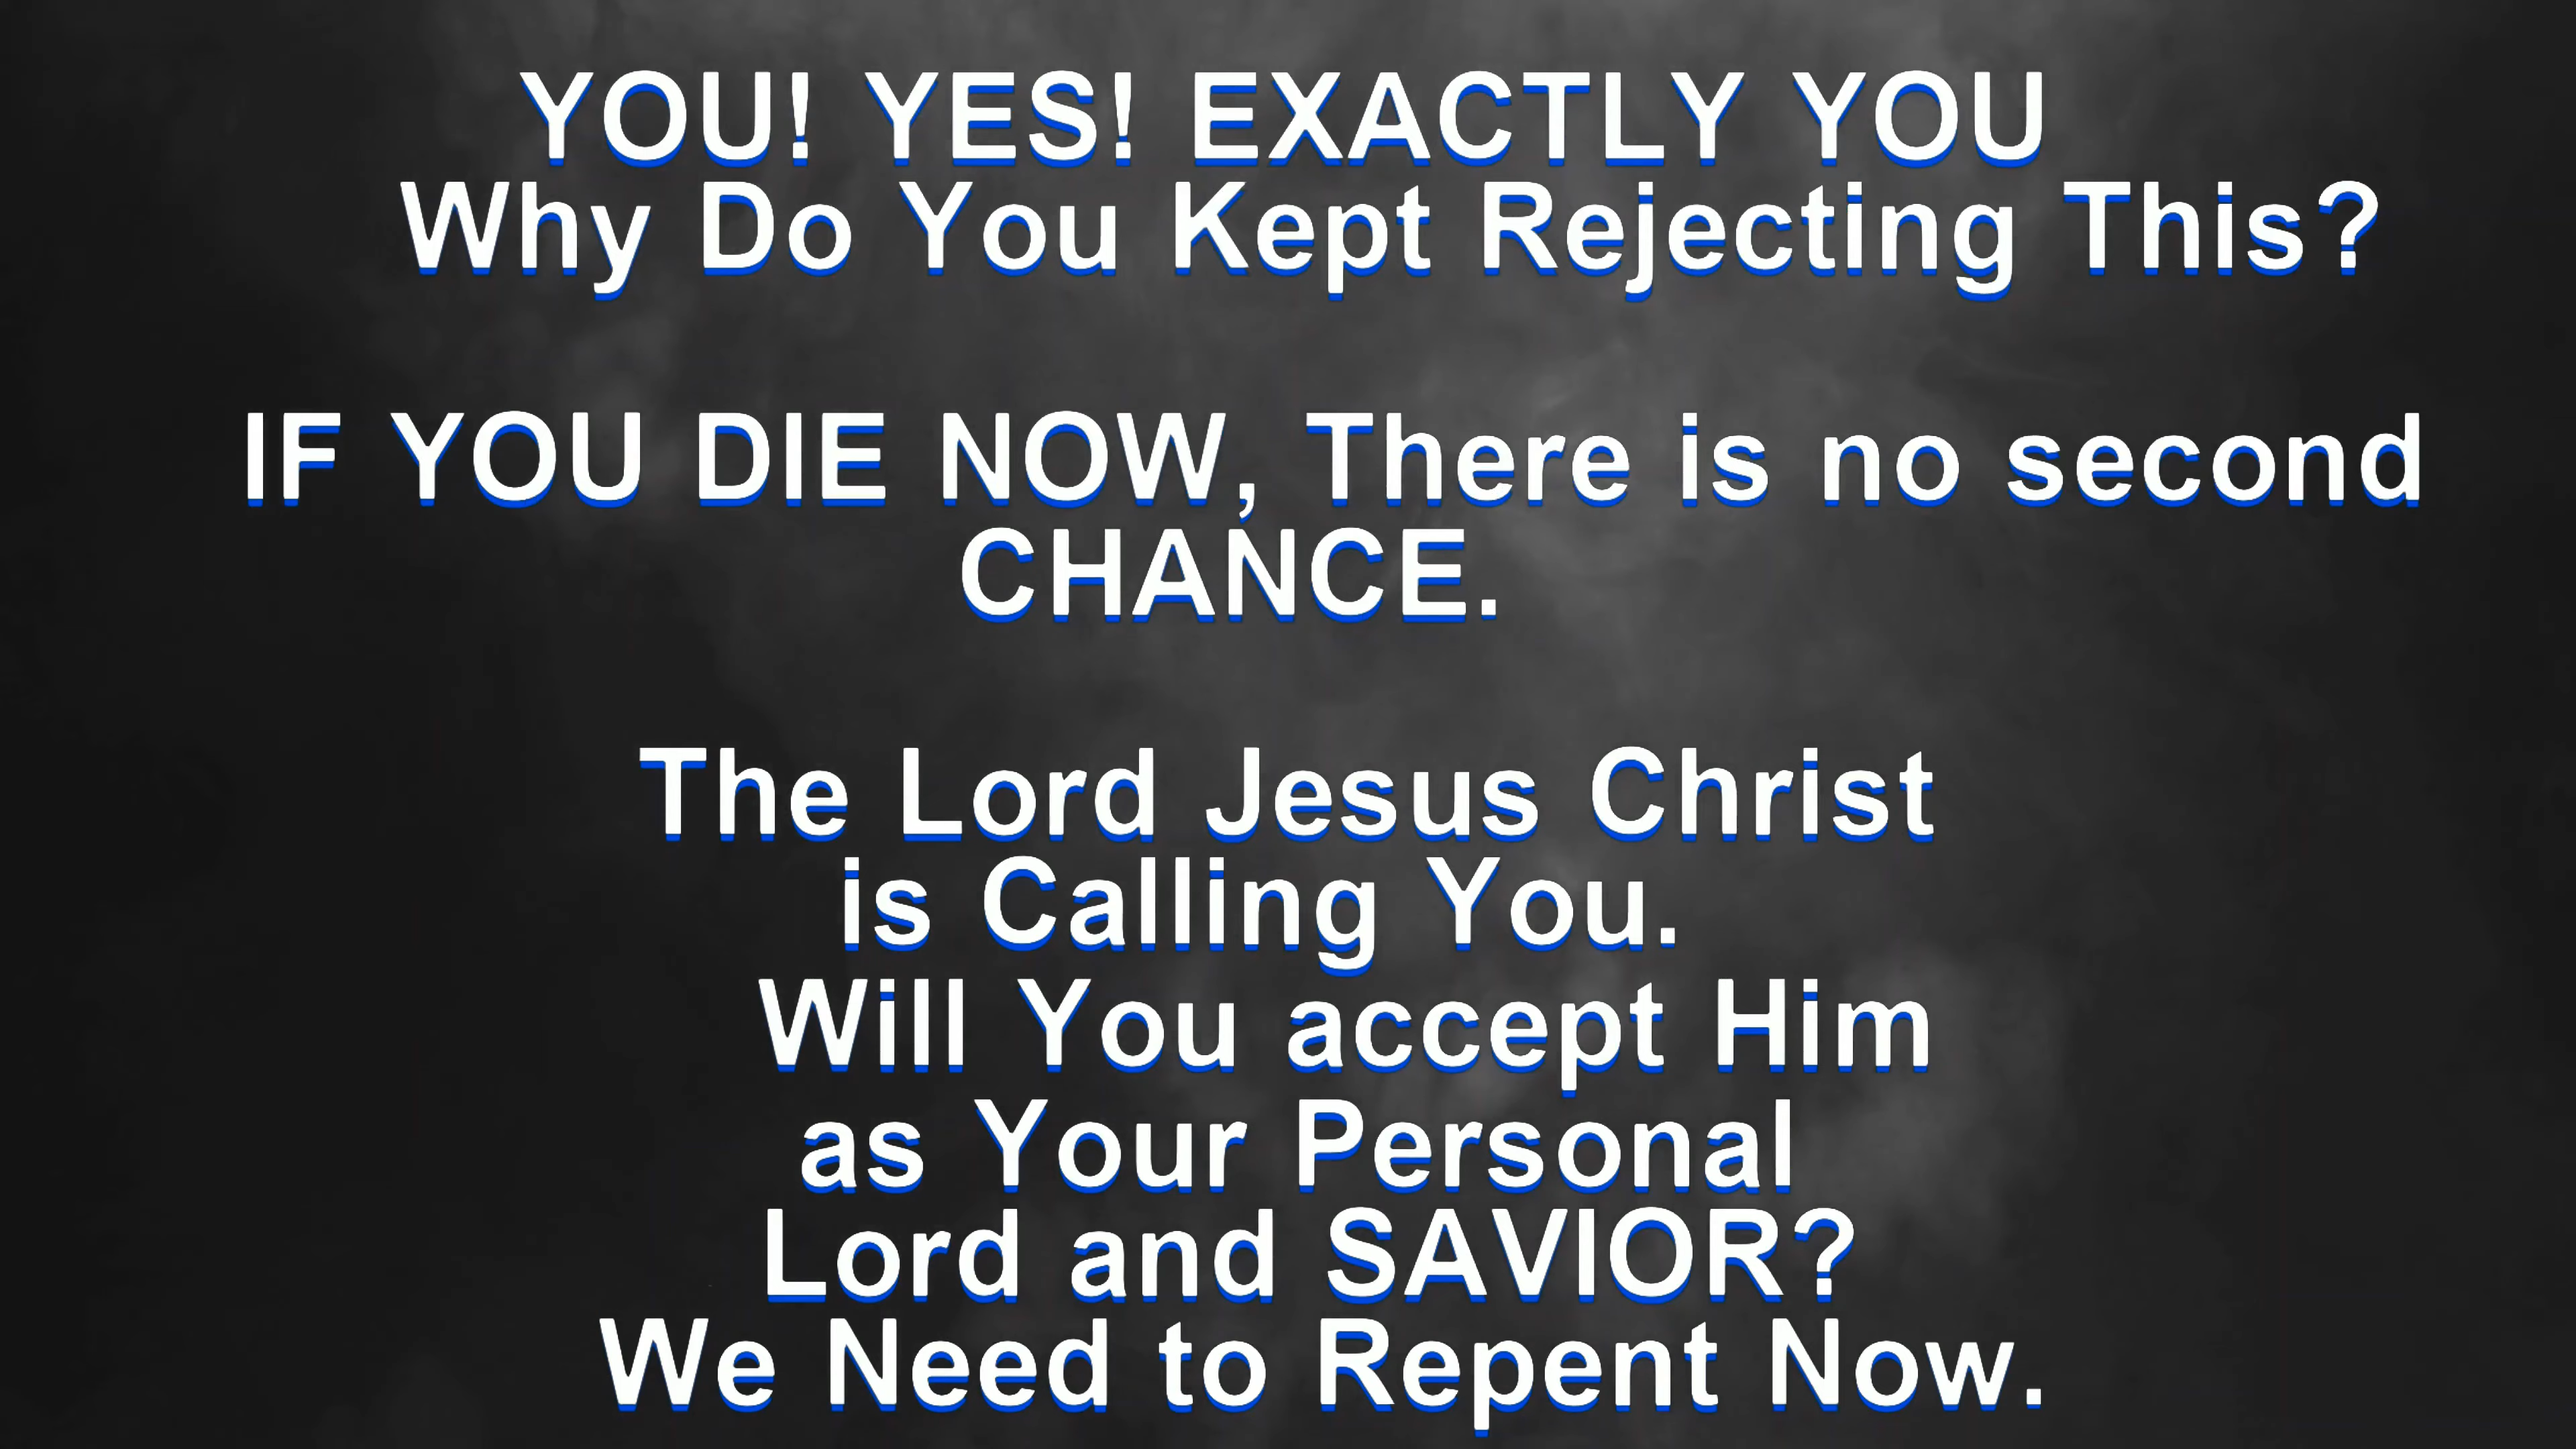 YOU! YES! EXACTLY YOU
Why Do You Kept Rejecting This?
IF YOU DIE NOW, There is no second
CHANCE.
The Lord Jesus Christ
is Calling You.
Will You accept Him
as Your Personal
Lord and SAVIOR?
We Need to Repent Now.